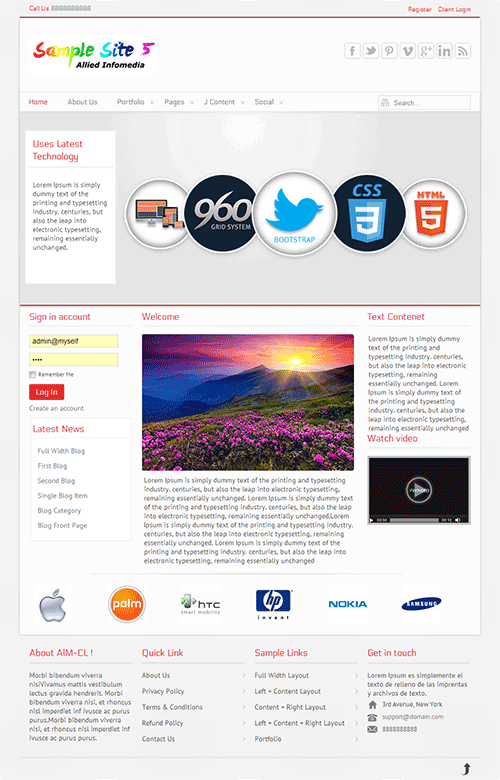 Call Us 8888888888
Register Client Login
Sample Site 5
Allied Infomedia
Home About Us Portfolio Pages J Content Social
Search...
Uses Latest
Technology
Lorem Ipsum is simply
dummy text of the
printing and typesetting
industry. centuries, but
also the leap into
electronic typesetting,
remaining essentially
unchanged.
960
GRID SYSTEM
BOOTSTRAP
CSS
3
HTML
5
Sign in account
admin@myself
••••
Remember Me
Log In
Create an account
Latest News
Full Width Blog
First Blog
Second Blog
Single Blog Item
Blog Category
Blog Front Page
Welcome
Lorem Ipsum is simply dummy text of the printing and typesetting
industry. centuries, but also the leap into electronic typesetting,
remaining essentially unchanged. Lorem Ipsum is simply dummy
text of the printing and typesetting industry. centuries, but also
the leap into electronic typesetting, remaining essentially
unchanged. remaining essentially unchanged.Lorem Ipsum is
simply dummy text of the printing and typesetting industry.
centuries, but also the leap into electronic typesetting, remaining
essentially unchanged. Lorem Ipsum is simply dummy text of the
printing and typesetting industry. centuries, but also the leap into
electronic typesetting, remaining essentially unchanged
Text Contenet
Lorem Ipsum is simply dummy
text of the printing and
typesetting industry. centuries,
but also the leap into
electronic typesetting,
remaining essentially
unchanged. Lorem Ipsum is
simply dummy text of the
printing and typesetting
industry. centuries, but also
Watch video
00:00
00:10
palm
htc
smart mobility
hp
invent
NOKIA
SAMSUNG
About AIM-CL !
Morbi bibendum viverra
nisiVivamus mattis vestibulum
lectus gravida hendrerit. Morbi
bibendum viverra nisi, et rhoncus
nisl imperdiet inf incident ac purus
purus.Morbi bibendum viverra
nisi, et rhoncus nisl imperdiet inf
incident ac purus purus.
Quick Link
About Us
Privacy Policy
Terms & Conditions
Refund Policy
Contact Us
Sample Links
Full Width Layout
Left + Content Layout
Content + Right Layout
Left + Content + Right Layout
Portfolio
Get in touch
Lorem Ipsum es simplemente el
texto de relleno de las imprentas
y archivos de texto.
3rd Avenue, New York
support@domain.com
8888888888